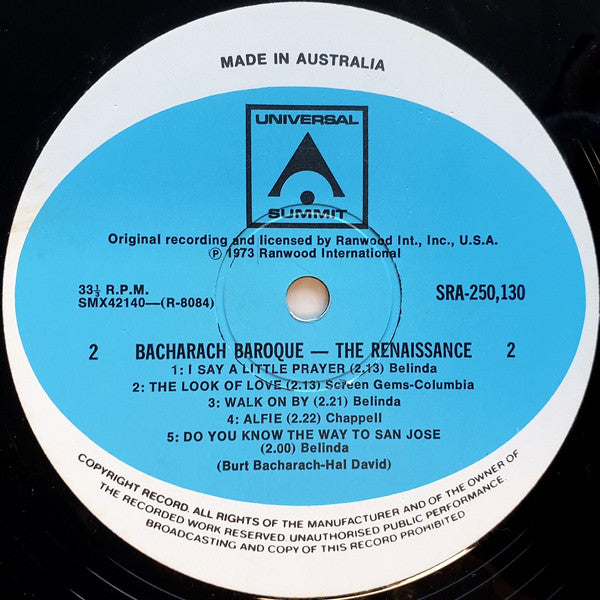 MADE IN AUSTRALIA
UNIVERSAL
SUMMIT
Original recording and licensed by Ranwood Int., Inc., U.S.A.
Ⓟ 1973 Ranwood International
33⅓ R.P.M.
SMX42140—(R-8084)
SRA-250,130
2 BACHARACH BAROQUE — THE RENAISSANCE 2
1: I SAY A LITTLE PRAYER (2.13) Belinda
2: THE LOOK OF LOVE (2.13) Screen Gems-Columbia
3: WALK ON BY (2.21) Belinda
4: ALFIE (2.22) Chappell
5: DO YOU KNOW THE WAY TO SAN JOSE
(2.00) Belinda
(Burt Bacharach-Hal David)
COPYRIGHT RECORD. ALL RIGHTS OF THE MANUFACTURER AND OF THE OWNER OF
THE RECORDED WORK RESERVED UNAUTHORISED PUBLIC PERFORMANCE.
BROADCASTING AND COPY OF THIS RECORD PROHIBITED